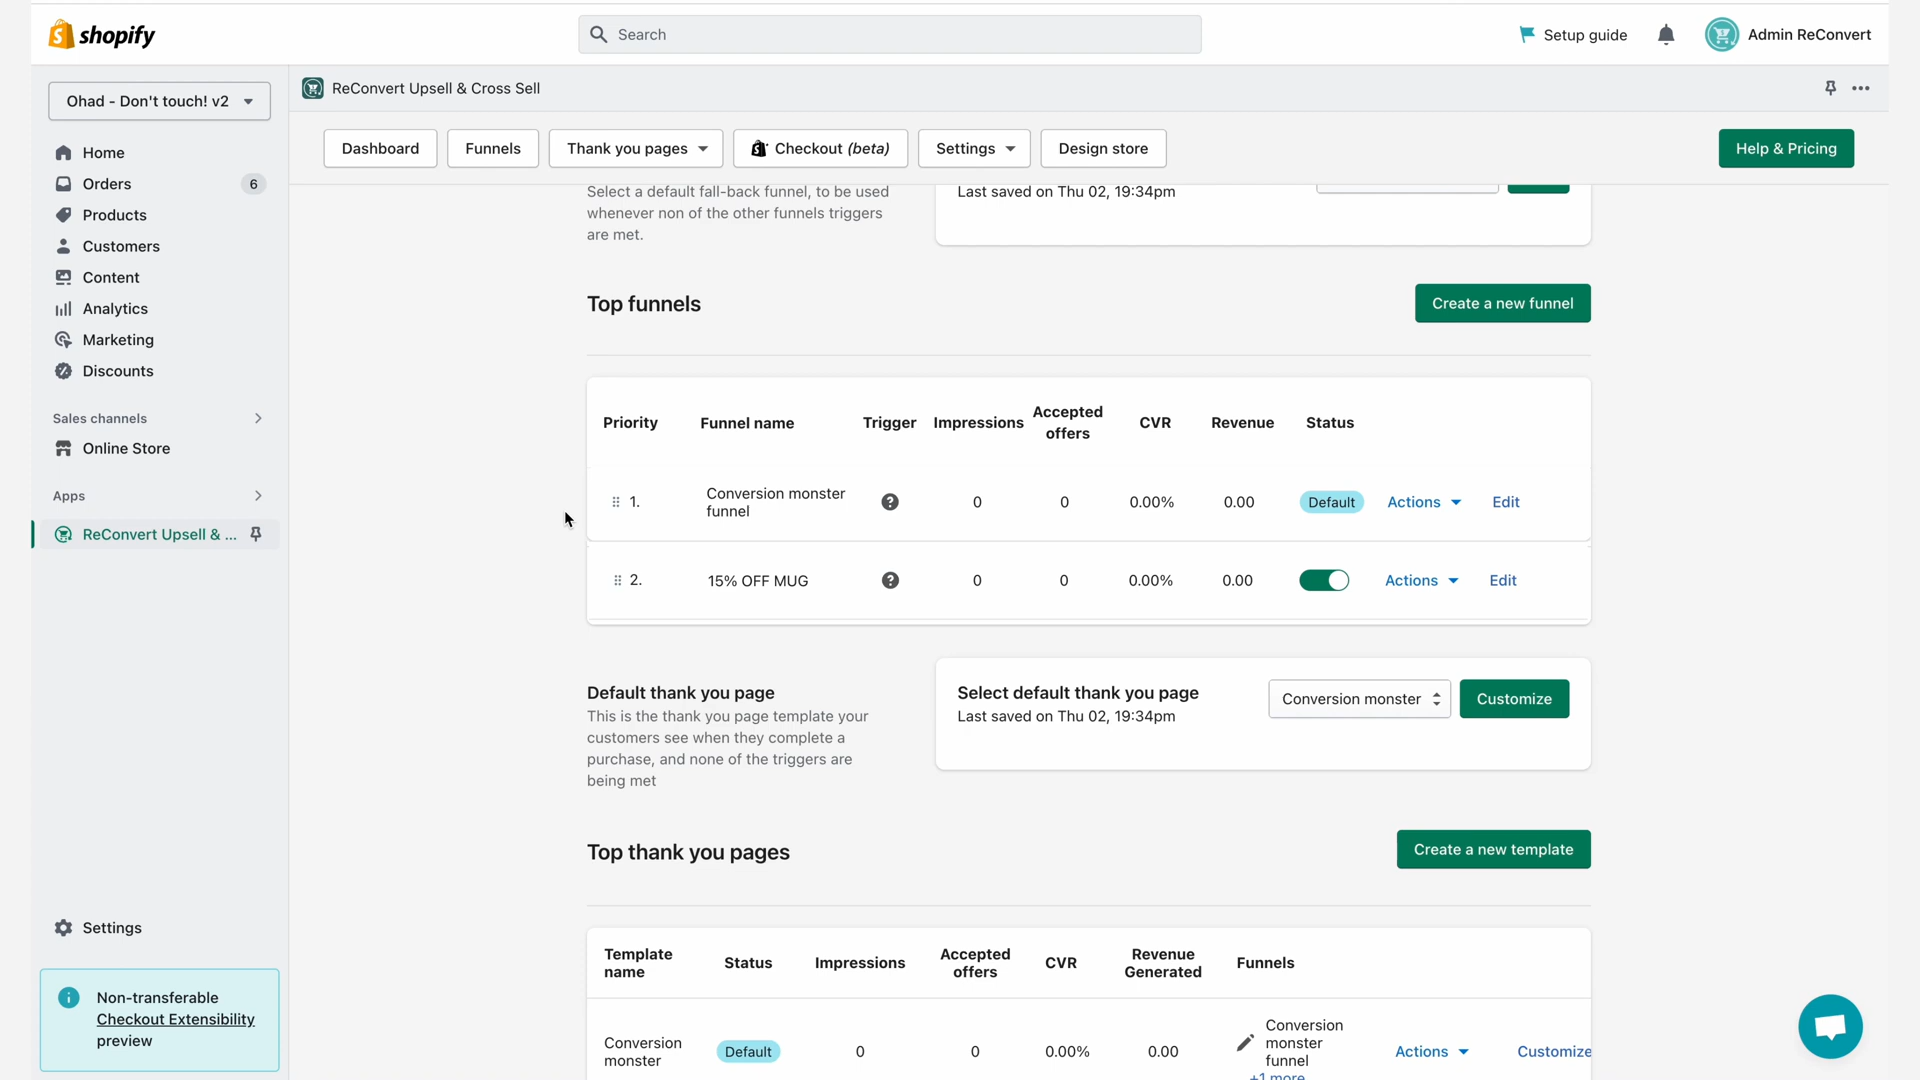 shopify
Search
Setup guide
Admin ReConvert
Ohad - Don't touch! v2
ReConvert Upsell & Cross Sell
Home
Orders 6
Products
Customers
Content
Analytics
Marketing
Discounts
Sales channels
Online Store
Apps
ReConvert Upsell & ...
Settings
Non-transferable
Checkout Extensibility
preview
Dashboard
Funnels
Thank you pages
Checkout (beta)
Settings
Design store
Help & Pricing
Select a default fall-back funnel, to be used
whenever non of the other funnels triggers
are met.
Last saved on Thu 02, 19:34pm
Top funnels
Create a new funnel
Priority Funnel name Trigger Impressions Accepted offers CVR Revenue Status
1. Conversion monster funnel ? 0 0 0.00% 0.00 Default Actions Edit
2. 15% OFF MUG ? 0 0 0.00% 0.00 Actions Edit
Default thank you page
This is the thank you page template your
customers see when they complete a
purchase, and none of the triggers are
being met
Select default thank you page
Last saved on Thu 02, 19:34pm
Conversion monster
Customize
Top thank you pages
Create a new template
Template name Status Impressions Accepted offers CVR Revenue Generated Funnels
Conversion monster Default 0 0 0.00% 0.00 Conversion monster funnel Actions Customize
+1 more